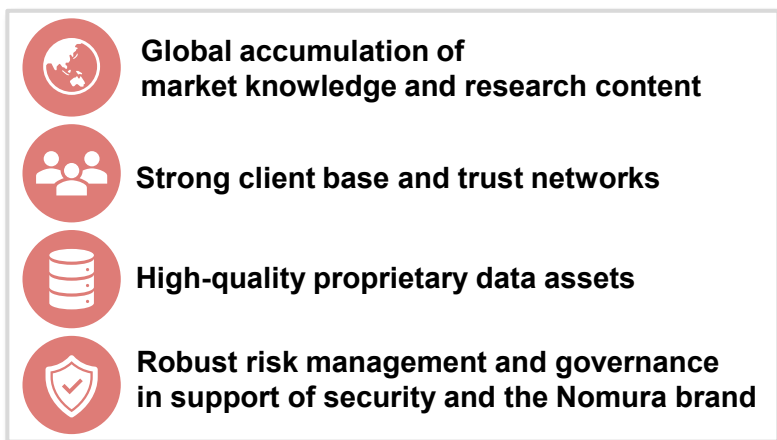 Global accumulation of
market knowledge and research content
Strong client base and trust networks
High-quality proprietary data assets
Robust risk management and governance
in support of security and the Nomura brand